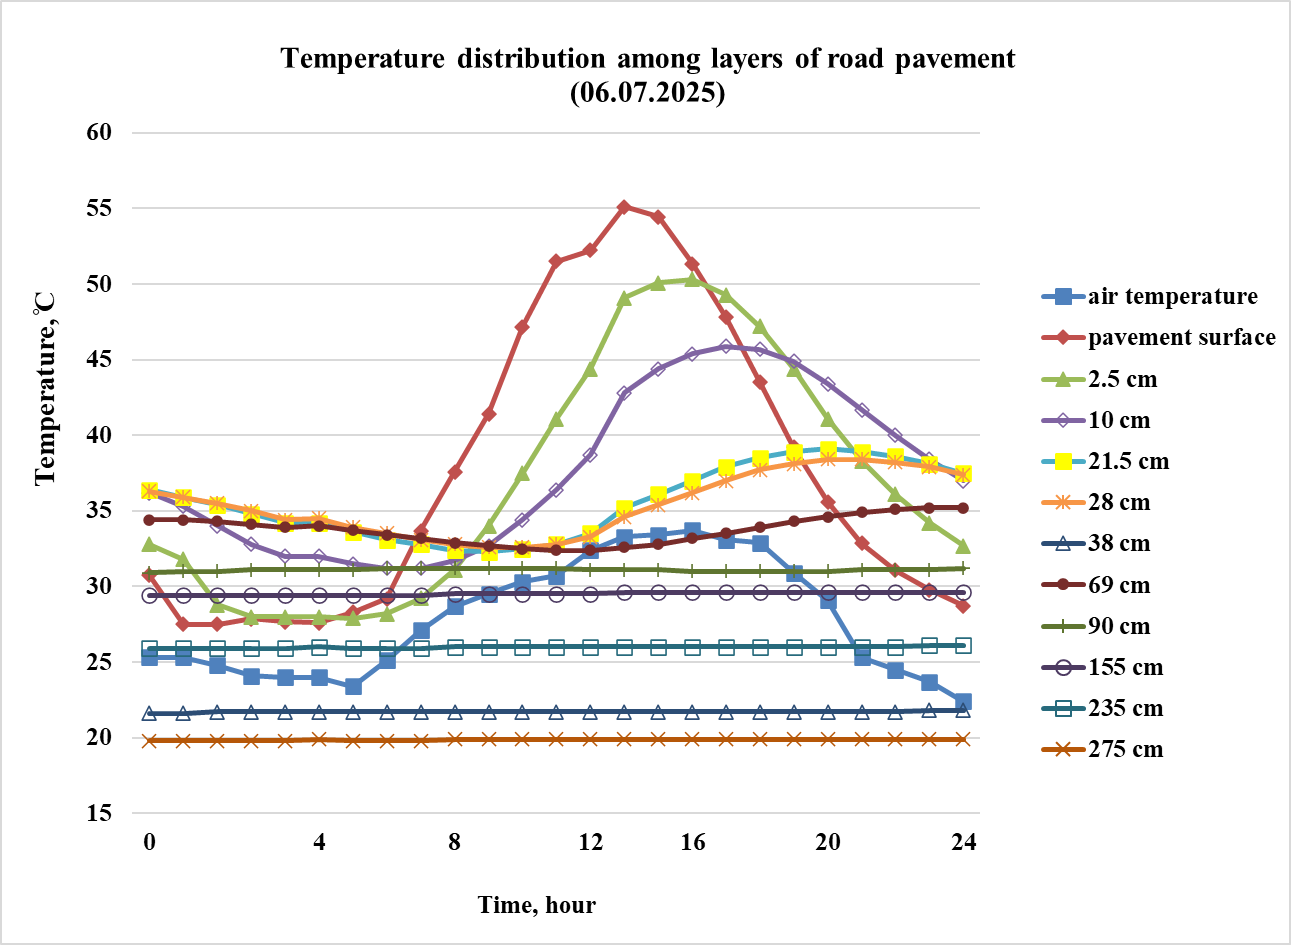 Temperature distribution among layers of road pavement
(06.07.2025)
60
55
50
45
40
35
30
25
20
15
Temperature,℃
0 4 8 12 16 20 24
Time, hour
air temperature
pavement surface
2.5 cm
10 cm
21.5 cm
28 cm
38 cm
69 cm
90 cm
155 cm
235 cm
275 cm